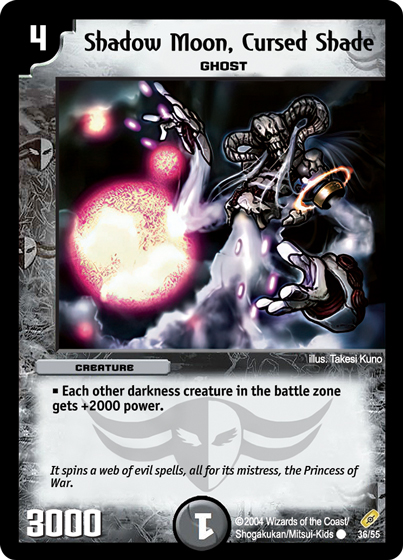 4
Shadow Moon, Cursed Shade
GHOST
illus. Takesi Kuno
CREATURE
▪ Each other darkness creature in the battle zone
gets +2000 power.
It spins a web of evil spells, all for its mistress, the Princess of
War.
3000
1
©2004 Wizards of the Coast/
Shogakukan/Mitsui-Kids ● 36/55